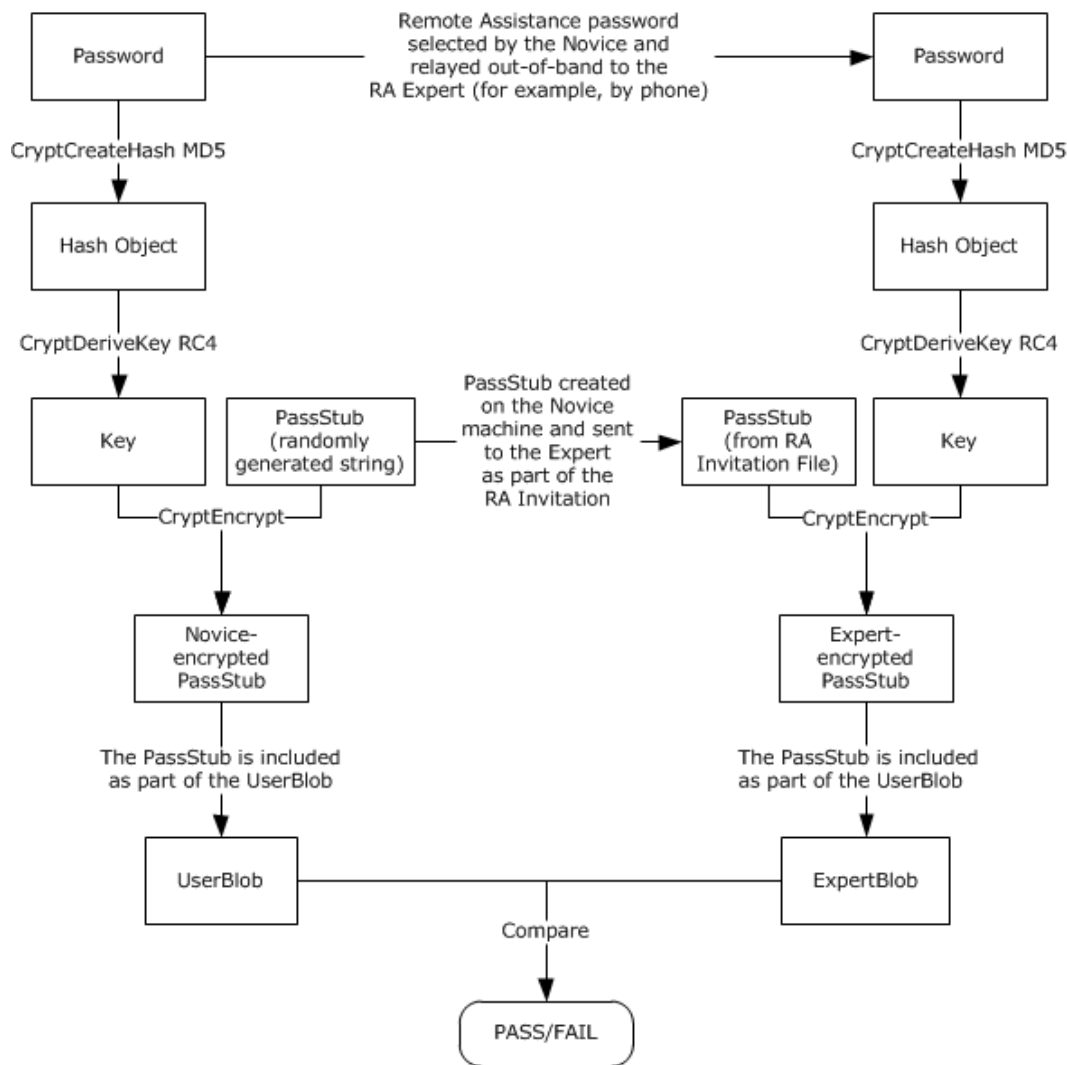 Password
Remote Assistance password
selected by the Novice and
relayed out-of-band to the
RA Expert (for example, by phone)
Password
CryptCreateHash MD5
CryptCreateHash MD5
Hash Object
Hash Object
CryptDeriveKey RC4
CryptDeriveKey RC4
Key
PassStub
(randomly
generated string)
PassStub created
on the Novice
machine and sent
to the Expert
as part of the
RA Invitation
PassStub
(from RA
Invitation File)
Key
CryptEncrypt
CryptEncrypt
Novice-
encrypted
PassStub
Expert-
encrypted
PassStub
The PassStub is included
as part of the UserBlob
The PassStub is included
as part of the UserBlob
UserBlob
ExpertBlob
Compare
PASS/FAIL